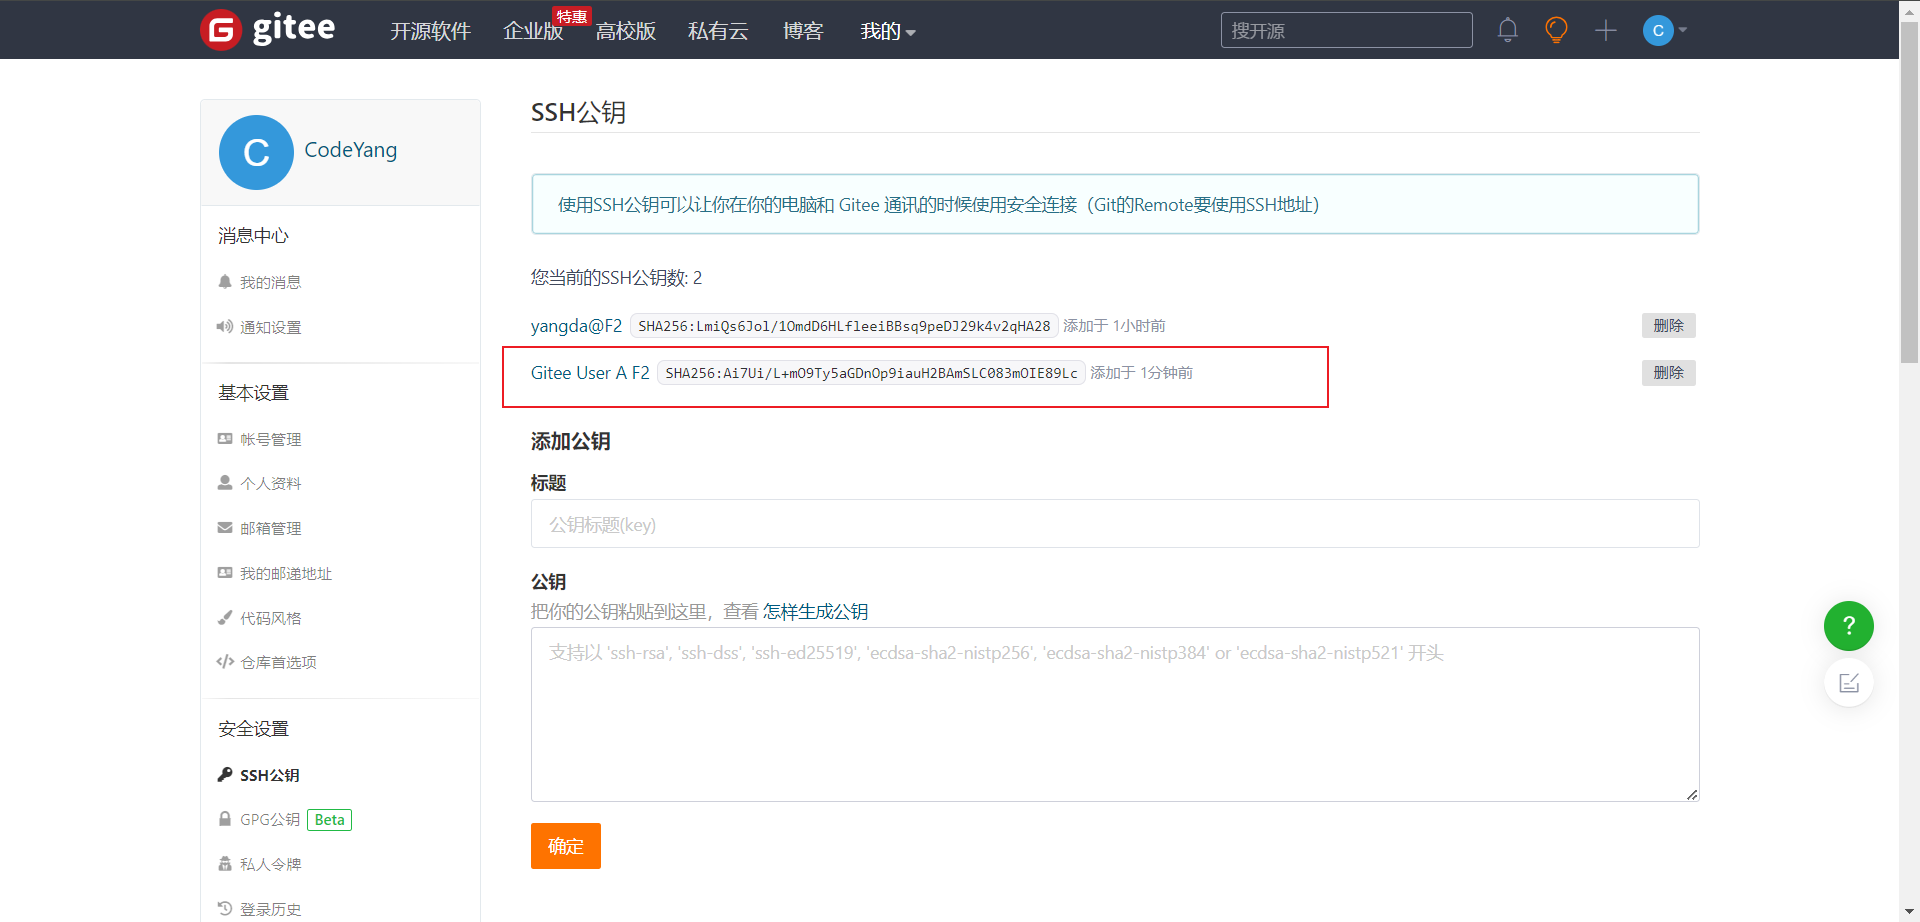 gitee
开源软件
企业版
特惠
高校版
私有云
博客
我的
搜开源
C
C
CodeYang
消息中心
我的消息
通知设置
基本设置
帐号管理
个人资料
邮箱管理
我的邮递地址
代码风格
仓库首选项
安全设置
SSH公钥
GPG公钥 Beta
私人令牌
登录历史
SSH公钥
使用SSH公钥可以让你在你的电脑和 Gitee 通讯的时候使用安全连接（Git的Remote要使用SSH地址）
您当前的SSH公钥数: 2
yangda@F2 SHA256:LmiQs6Jol/1OmdD6HLfleeiBBsq9peDJ29k4v2qHA28 添加于 1小时前 删除
Gitee User A F2 SHA256:Ai7Ui/L+mO9Ty5aGDnOp9iauH2BAmSLC083mOIE89Lc 添加于 1分钟前 删除
添加公钥
标题
公钥标题(key)
公钥
把你的公钥粘贴到这里，查看 怎样生成公钥
支持以 'ssh-rsa', 'ssh-dss', 'ssh-ed25519', 'ecdsa-sha2-nistp256', 'ecdsa-sha2-nistp384' or 'ecdsa-sha2-nistp521' 开头
确定
?